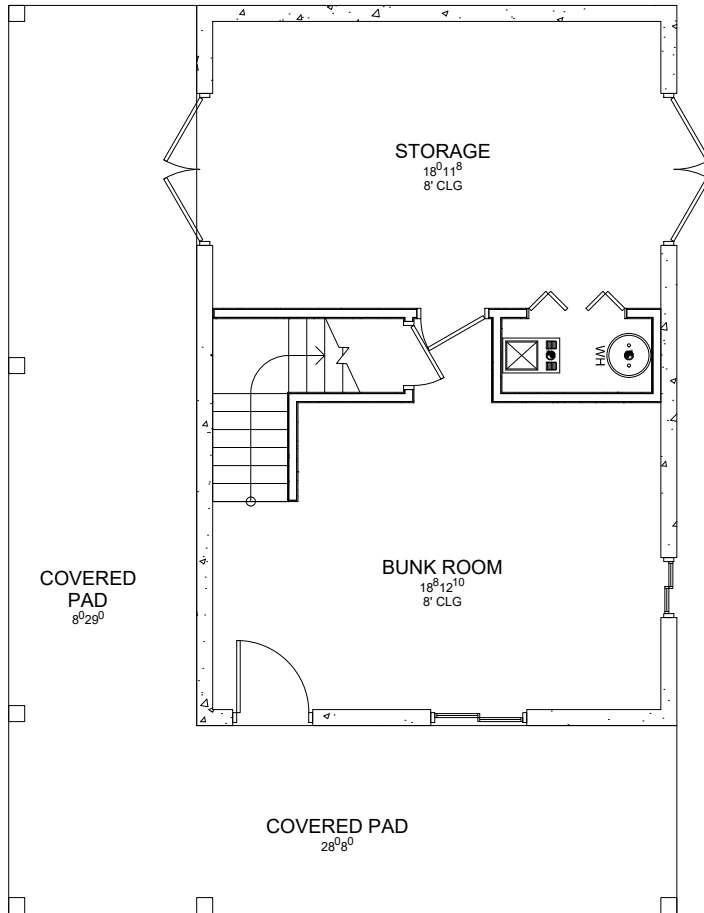 STORAGE
18⁰11⁸
8' CLG
WH
BUNK ROOM
18⁸12¹⁰
8' CLG
COVERED
PAD
8⁰29⁰
COVERED PAD
28⁰8⁰